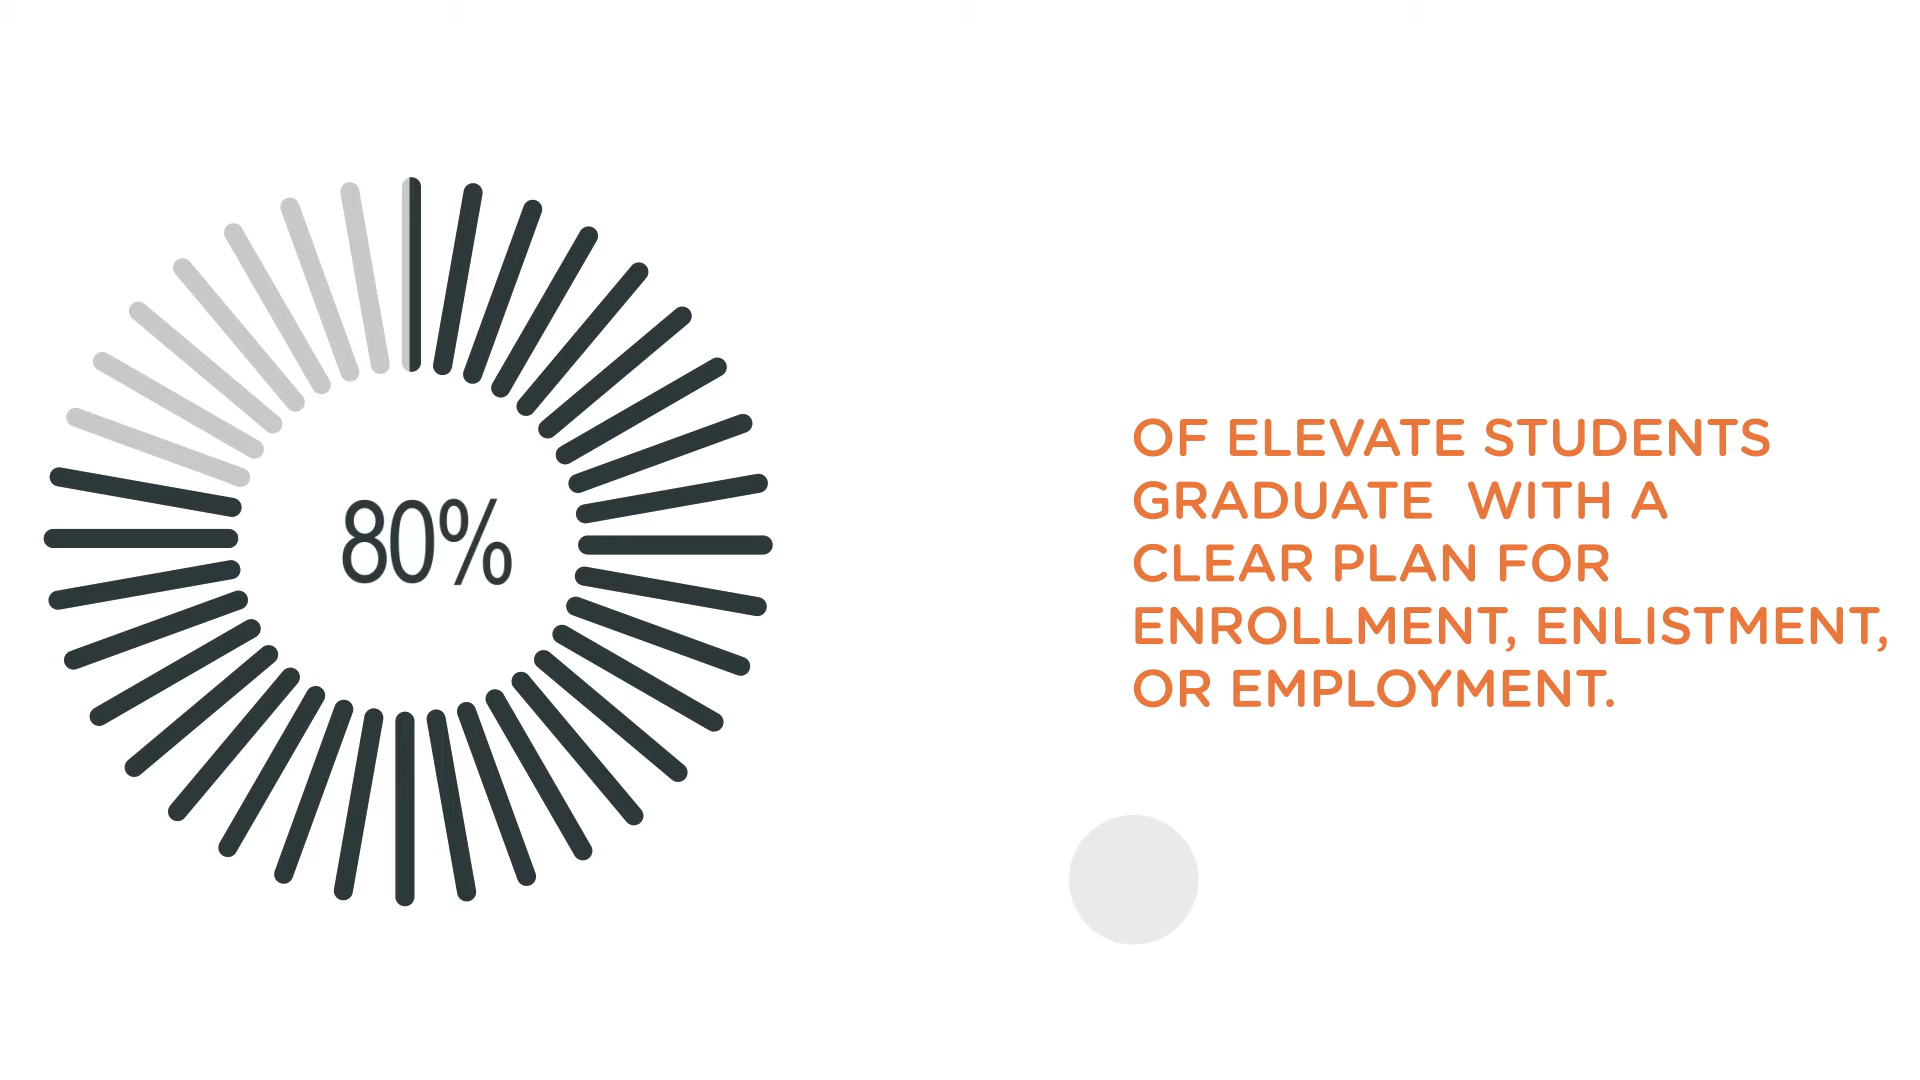 80%
OF ELEVATE STUDENTS
GRADUATE  WITH A
CLEAR PLAN FOR
ENROLLMENT, ENLISTMENT,
OR EMPLOYMENT.